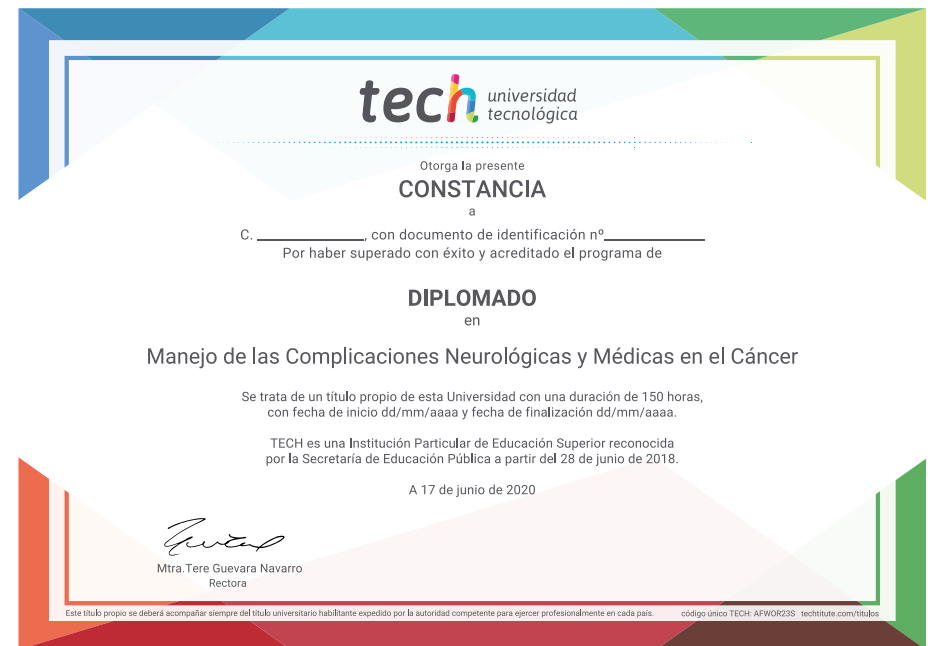 tech universidad
tecnológica
Otorga la presente
CONSTANCIA
a
C. ______________, con documento de identificación nº_____________
Por haber superado con éxito y acreditado el programa de
DIPLOMADO
en
Manejo de las Complicaciones Neurológicas y Médicas en el Cáncer
Se trata de un título propio de esta Universidad con una duración de 150 horas,
con fecha de inicio dd/mm/aaaa y fecha de finalización dd/mm/aaaa.
TECH es una Institución Particular de Educación Superior reconocida
por la Secretaría de Educación Pública a partir del 28 de junio de 2018.
A 17 de junio de 2020
Mtra.Tere Guevara Navarro
Rectora
Este título propio se deberá acompañar siempre del título universitario habilitante expedido por la autoridad competente para ejercer profesionalmente en cada país. código único TECH: AFWOR23S techtitute.com/titulos